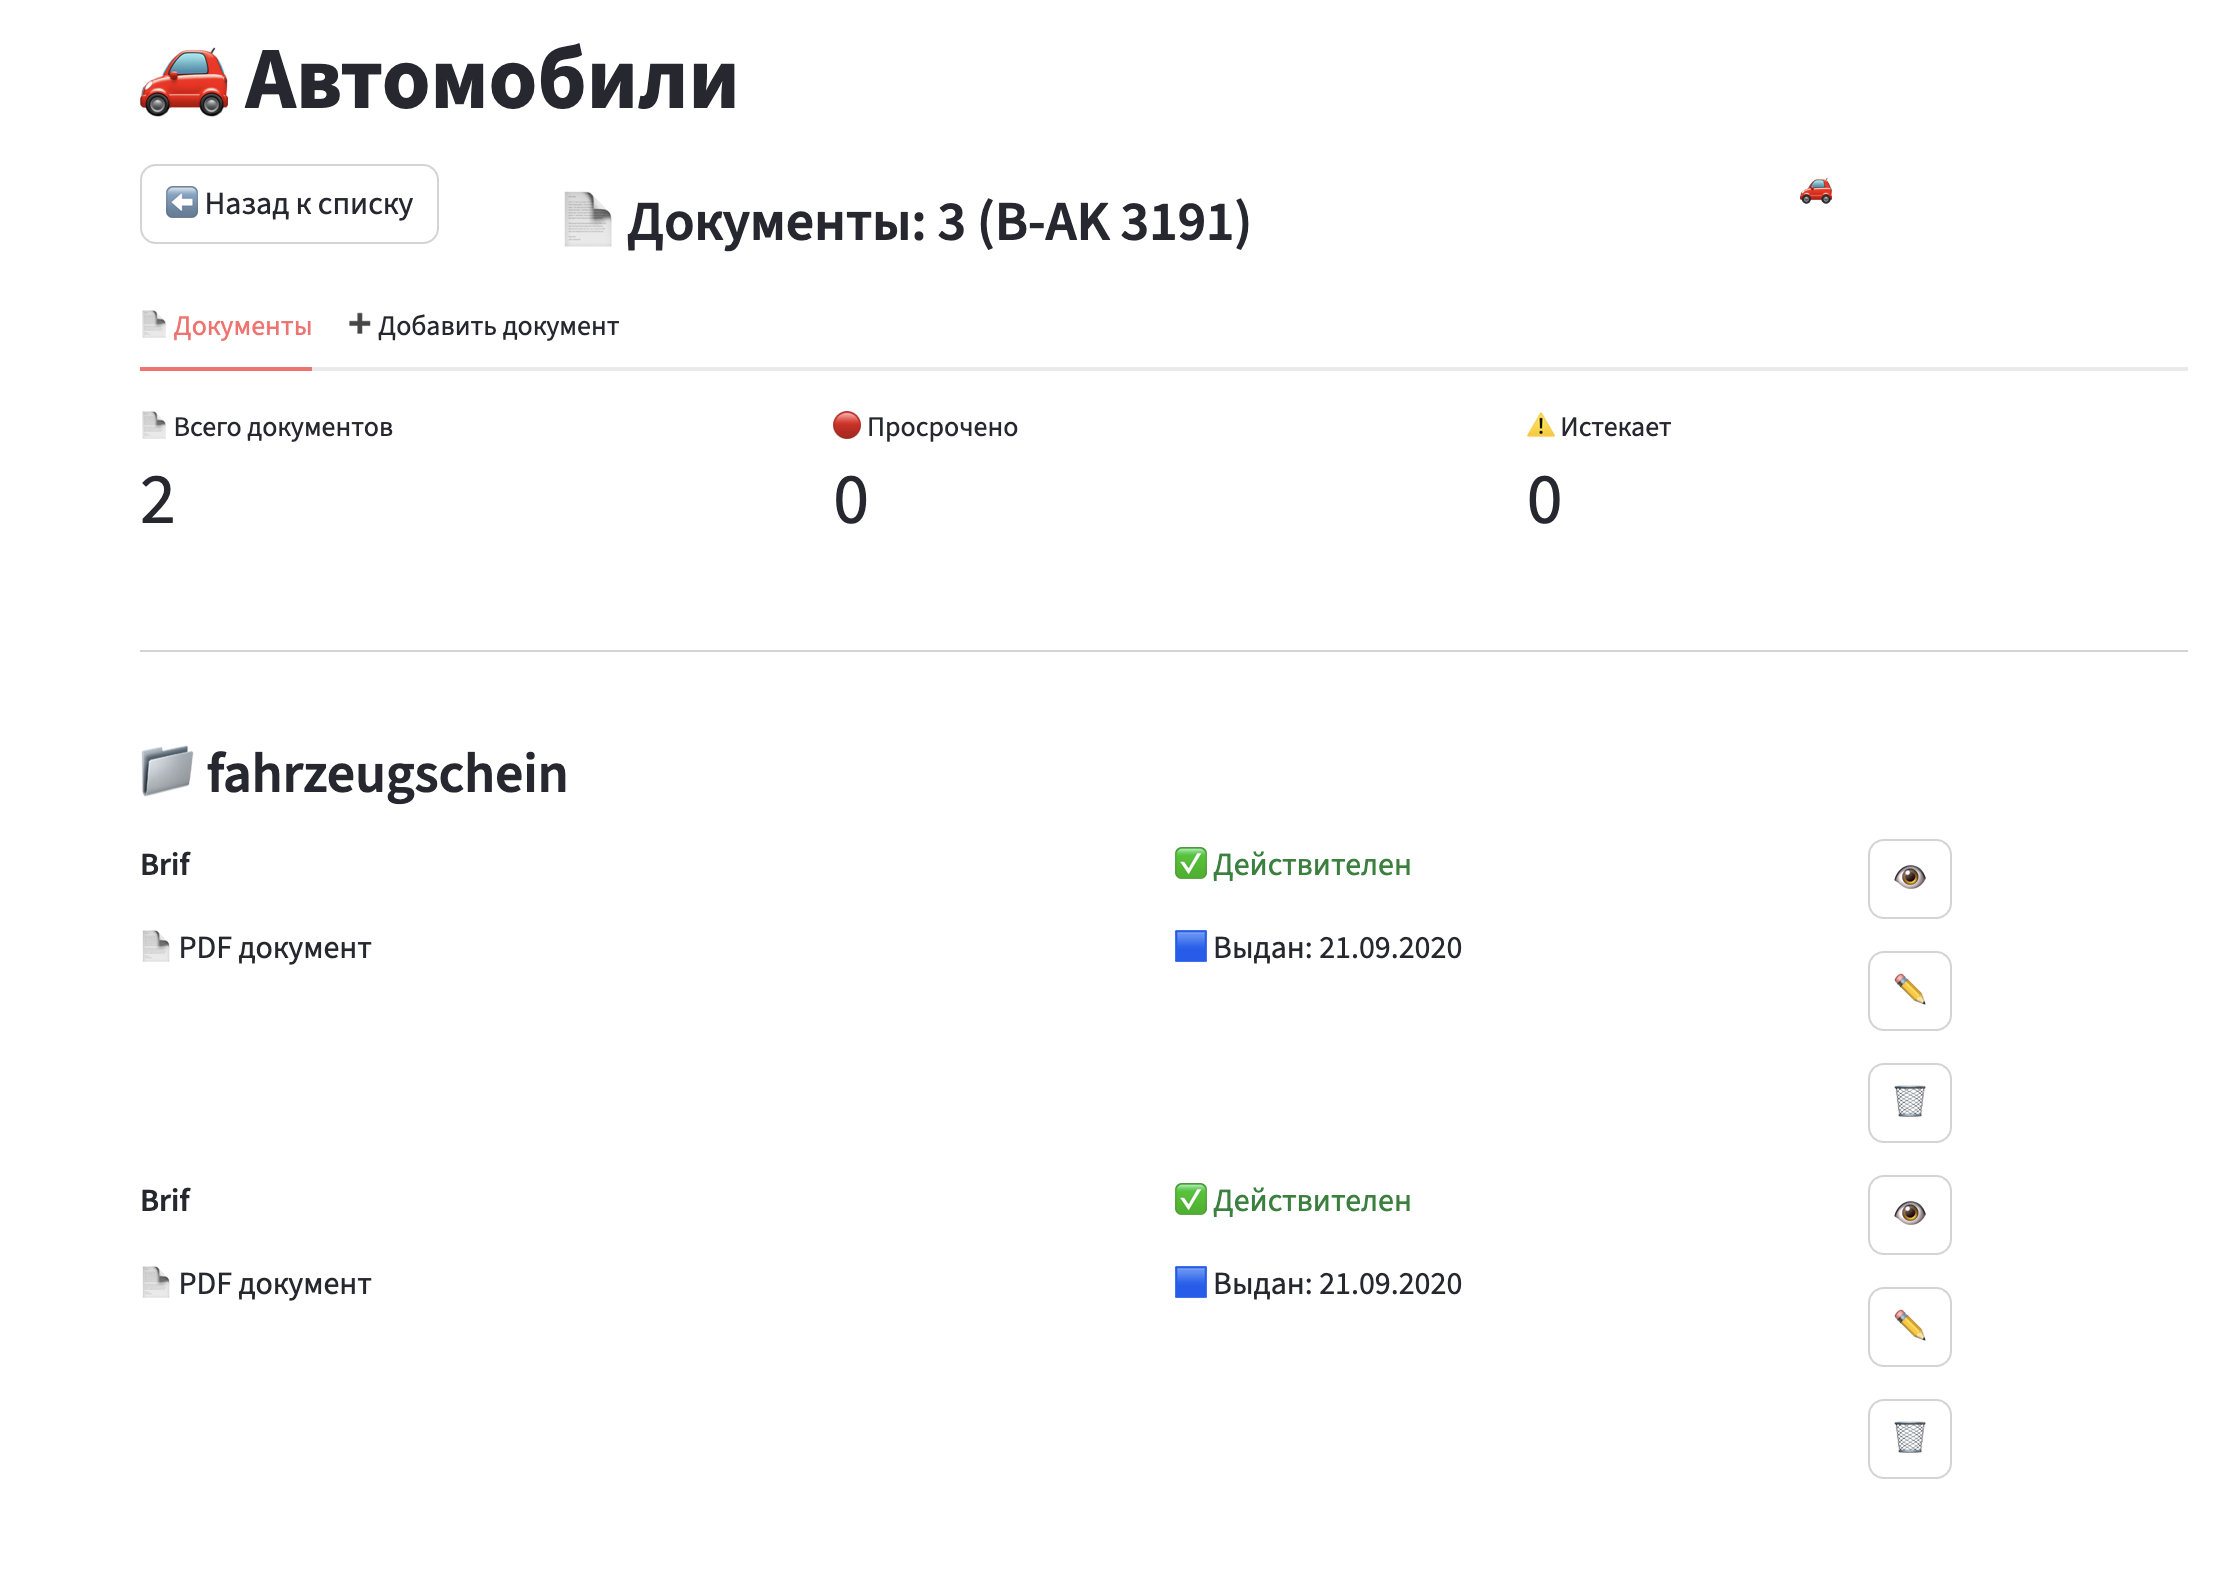 Автомобили
Назад к списку
Документы: 3 (B-AK 3191)
Документы
Добавить документ
Всего документов
Просрочено
Истекает
2
0
0
fahrzeugschein
Brif
Действителен
PDF документ
Выдан: 21.09.2020
Brif
Действителен
PDF документ
Выдан: 21.09.2020